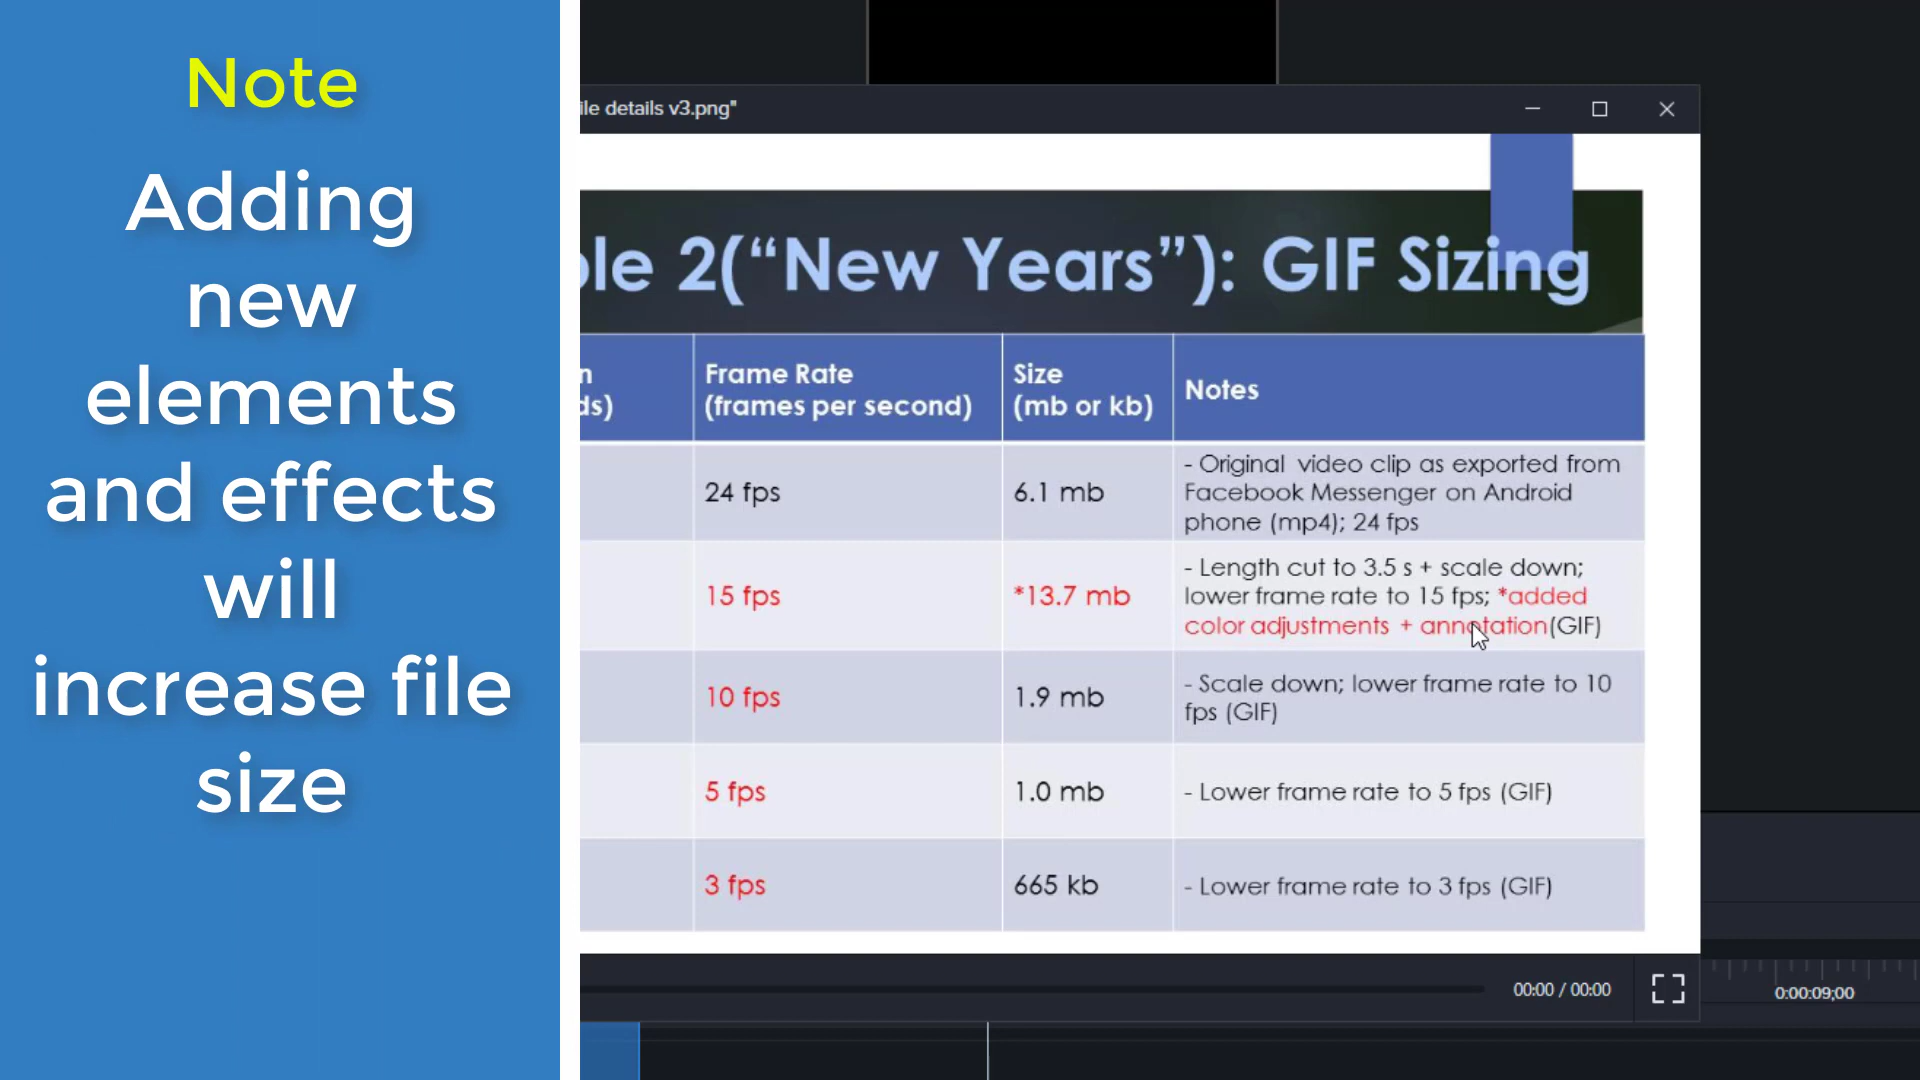 Note
Adding
new
elements
and effects
will
increase file
size
ile details v3.png"
ple 2(“New Years”): GIF Sizing
n
ds)
Frame Rate
(frames per second)
Size
(mb or kb)
Notes
24 fps
6.1 mb
- Original video clip as exported from
Facebook Messenger on Android
phone (mp4); 24 fps
15 fps
*13.7 mb
- Length cut to 3.5 s + scale down;
lower frame rate to 15 fps; *added
color adjustments + annotation(GIF)
10 fps
1.9 mb
- Scale down; lower frame rate to 10
fps (GIF)
5 fps
1.0 mb
- Lower frame rate to 5 fps (GIF)
3 fps
665 kb
- Lower frame rate to 3 fps (GIF)
00:00 / 00:00
0:00:09;00